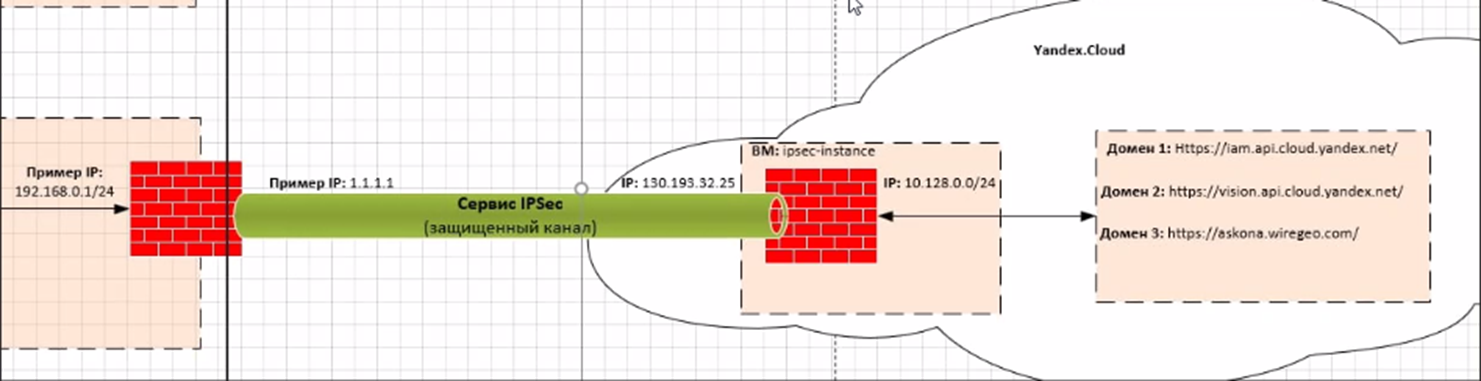 Yandex.Cloud
Пример IP:
192.168.0.1/24
Пример IP: 1.1.1.1
Сервис IPSec
(защищенный канал)
IP: 130.193.32.25
ВМ: ipsec-instance
IP: 10.128.0.0/24
Домен 1: Https://iam.api.cloud.yandex.net/
Домен 2: https://vision.api.cloud.yandex.net/
Домен 3: https://askona.wiregeo.com/